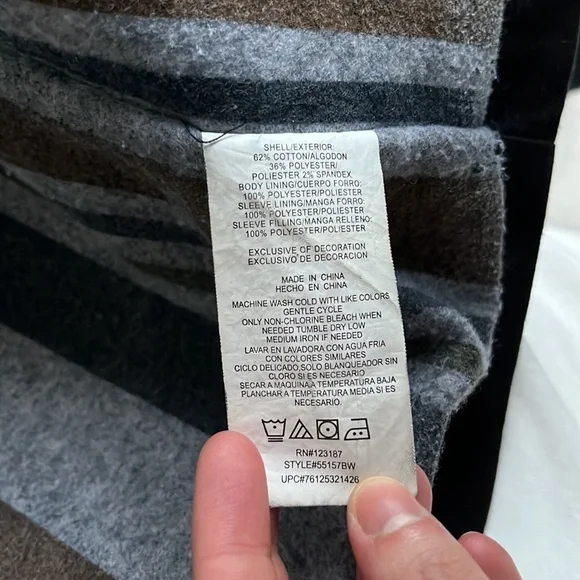 SHELL/EXTERIOR:
62% COTTON/ALGODON
36% POLYESTER/
POLIESTER 2% SPANDEX
BODY LINING/CUERPO FORRO:
100% POLYESTER/POLIESTER
SLEEVE LINING/MANGA FORRO:
100% POLYESTER/POLIESTER
SLEEVE FILLING/MANGA RELLENO:
100% POLYESTER/POLIESTER
EXCLUSIVE OF DECORATION
EXCLUSIVO DE DECORACION
MADE IN CHINA
HECHO EN CHINA
MACHINE WASH COLD WITH LIKE COLORS
GENTLE CYCLE
ONLY NON-CHLORINE BLEACH WHEN
NEEDED TUMBLE DRY LOW
MEDIUM IRON IF NEEDED
LAVAR EN LAVADORA CON AGUA FRIA
CON COLORES SIMILARES
CICLO DELICADO,SOLO BLANQUEADOR SIN
CLORO SI ES NECESARIO
SECAR A MAQUINA,A TEMPERATURA BAJA
PLANCHAR A TEMPERATURA MEDIA SI ES
NECESARIO.
RN#123187
STYLE#55157BW
UPC#76125321426